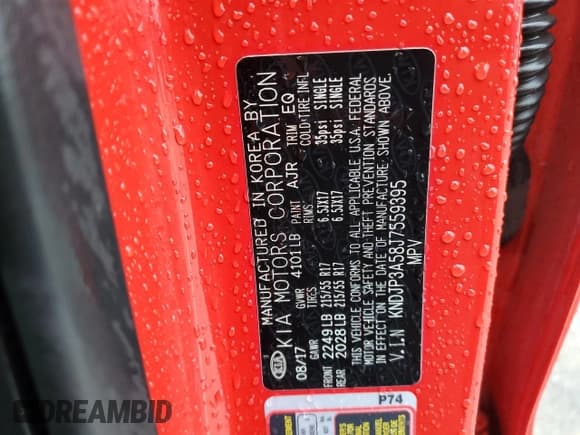 MANUFACTURED IN KOREA BY
KIA KIA MOTORS CORPORATION
08/17 GVWR 4101LB PAINT AJR TRIM EQ
GAWR TIRES RIMS COLD TIRE INFL
FRONT 2249LB 215/55 R17 6.5JX17 35psi SINGLE
REAR 2028LB 215/55 R17 6.5JX17 35psi SINGLE
THIS VEHICLE CONFORMS TO ALL APPLICABLE U.S.A. FEDERAL
MOTOR VEHICLE SAFETY AND THEFT PREVENTION STANDARDS
IN EFFECT ON THE DATE OF MANUFACTURE SHOWN ABOVE.
V.I.N KNDJP3A58J7559395
MPV
P74
DREAMBID